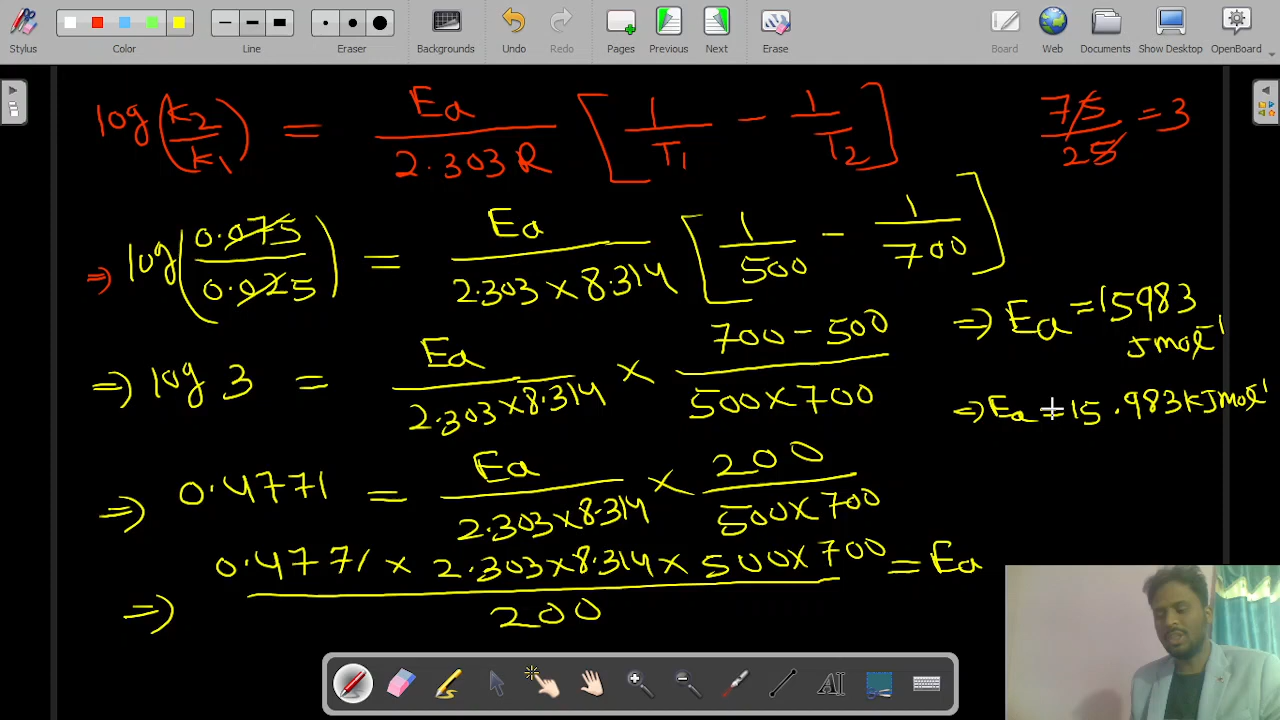 Stylus Color Line Eraser Backgrounds Undo Redo Pages Previous Next Erase Board Web Documents Show Desktop OpenBoard
log(K2/K1) = Ea/2.303R [1/T1 - 1/T2]
75/25 = 3
⇒ log(0.075/0.025) = Ea/2.303×8.314 [1/500 - 1/700]
⇒ log 3 = Ea/2.303×8.314 × 700-500/500×700
⇒ 0.4771 = Ea/2.303×8.314 × 200/500×700
⇒ 0.4771 × 2.303×8.314×500×700/200 = Ea
⇒ Ea = 15983
Jmol⁻¹
⇒ Ea = 15.983KJmol⁻¹